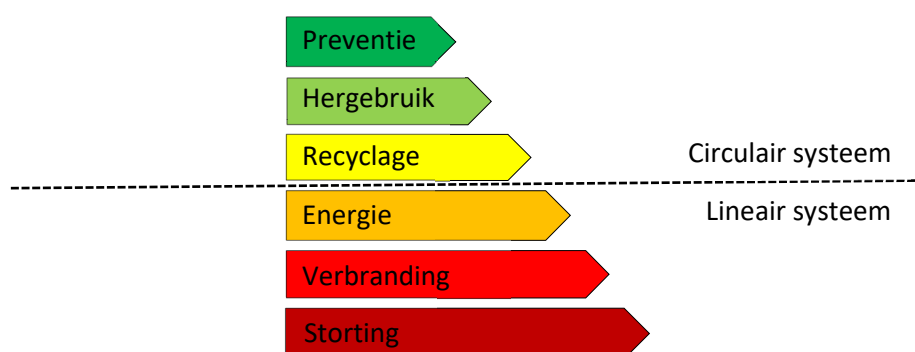 Preventie
Hergebruik
Recyclage
Circulair systeem
Energie
Lineair systeem
Verbranding
Storting